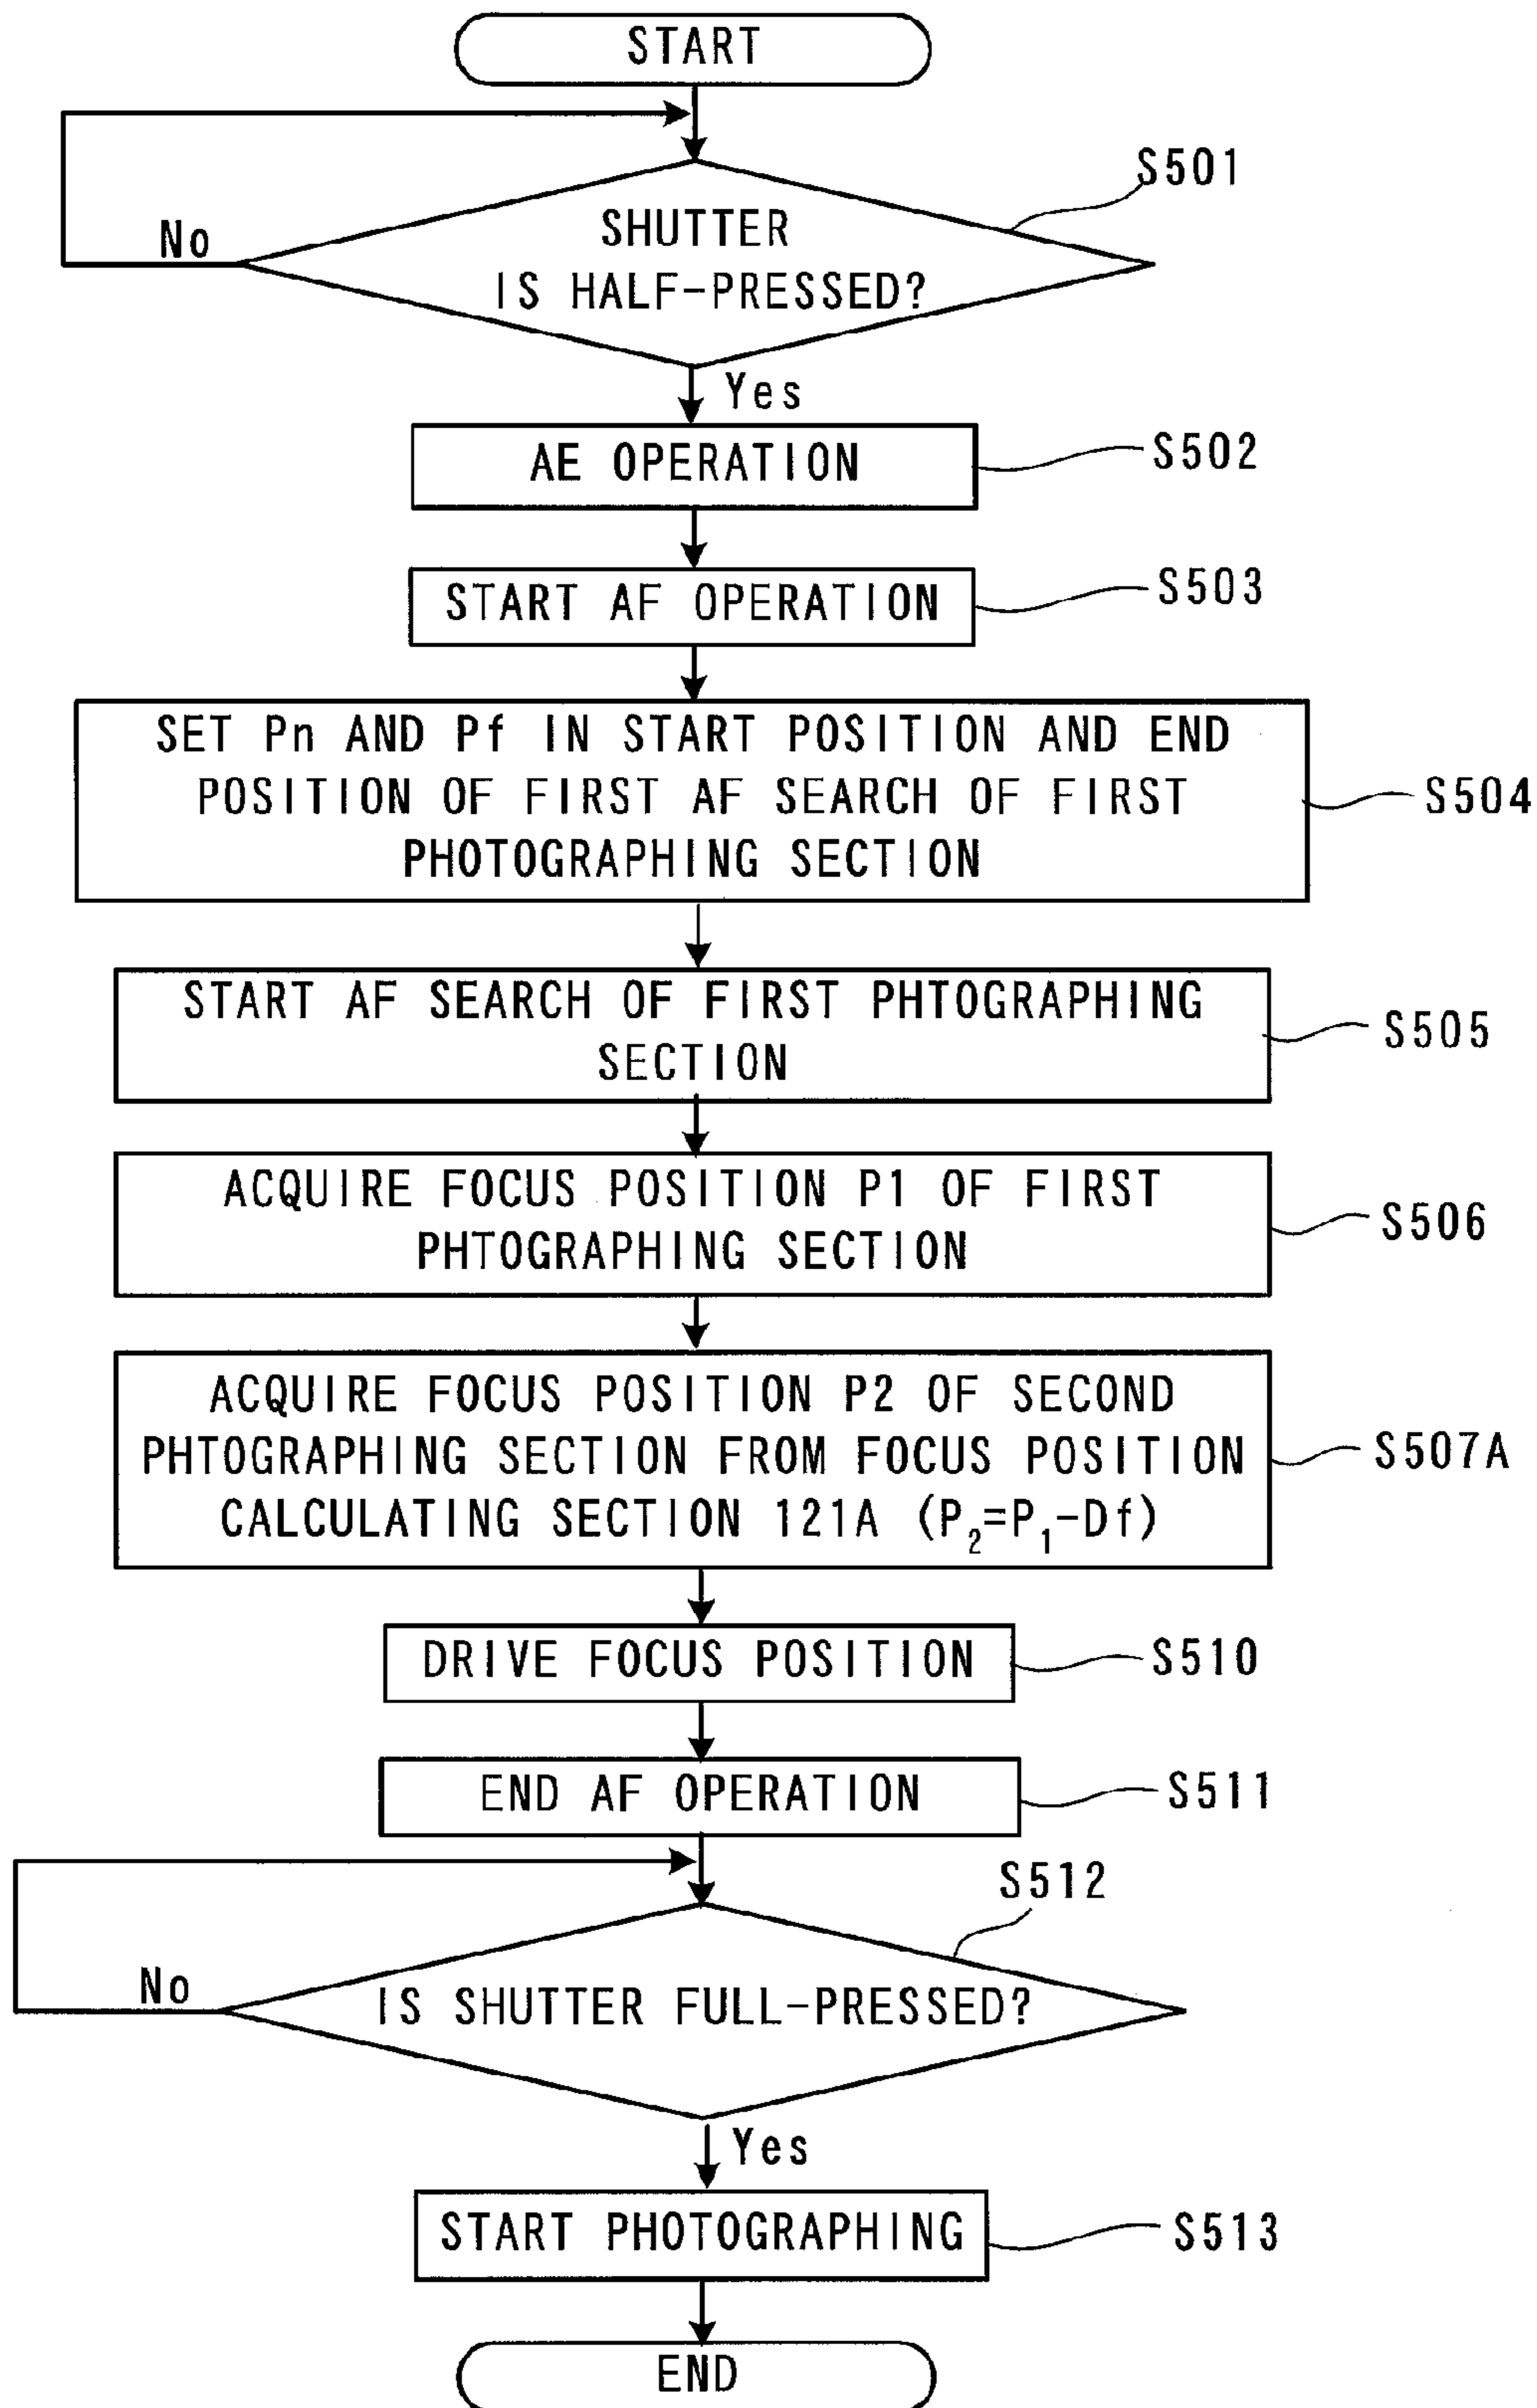 START
S501
No
SHUTTER
IS HALF-PRESSED?
Yes
AE OPERATION
S502
START AF OPERATION
S503
SET Pn AND Pf IN START POSITION AND END
POSITION OF FIRST AF SEARCH OF FIRST
PHOTOGRAPHING SECTION
S504
START AF SEARCH OF FIRST PHTOGRAPHING
SECTION
S505
ACQUIRE FOCUS POSITION P1 OF FIRST
PHTOGRAPHING SECTION
S506
ACQUIRE FOCUS POSITION P2 OF SECOND
PHTOGRAPHING SECTION FROM FOCUS POSITION
CALCULATING SECTION 121A (P₂=P₁-Df)
S507A
DRIVE FOCUS POSITION
S510
END AF OPERATION
S511
S512
No
IS SHUTTER FULL-PRESSED?
Yes
START PHOTOGRAPHING
S513
END